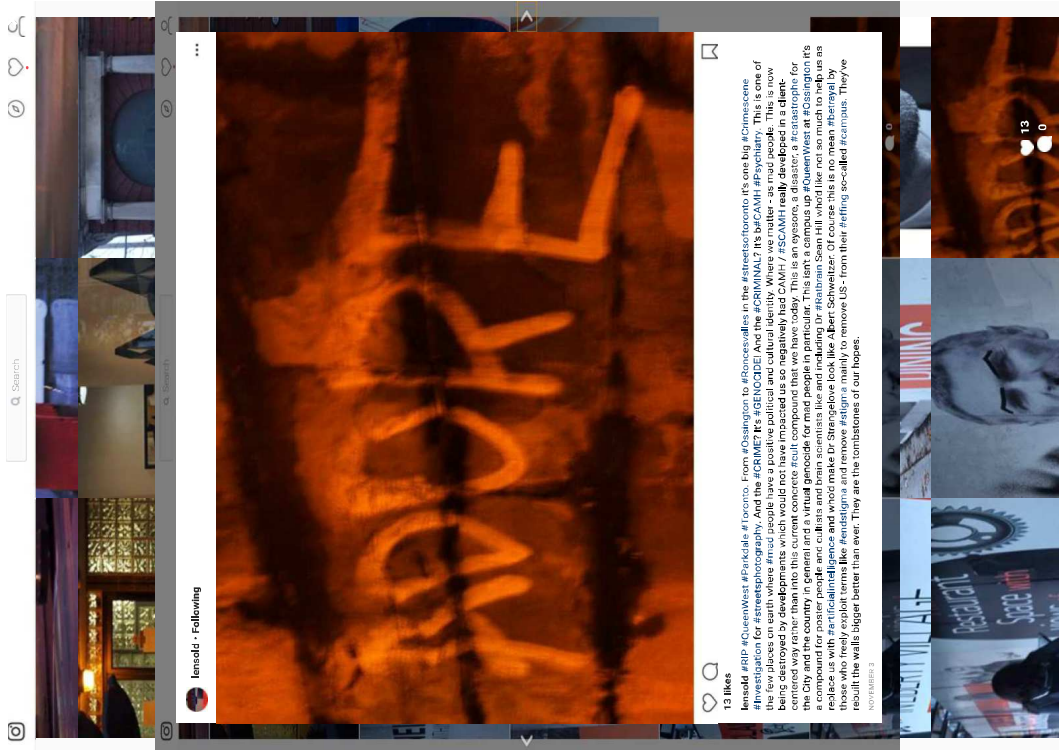 Search
Search
lensold • Following
13 likes
lensold #RIP #QueenWest #Parkdale #Toronto. From #Ossington to #Roncesvalles in the #streetsoftoronto it's one big #Crimescene
#Investigation for #streetsphotography. And the #CRIME? It's #GENOCIDE! And the #CRIMINAL? It's b#CAMH #Psychiatry. This is one of
the few places on earth where #mad people have a positive political and cultural identity. Where we matter - as mad people. This is now
being destroyed by developments which would not have impacted us so negatively had CAMH / #SCAMH really developed in a client-
centered way rather than into this current concrete #cult compound that we have today. This is an eyesore, a disaster, a #catastrophe for
the City and the country in general and a virtual genocide for mad people in particular. This isn't a campus up #QueenWest at #Ossington it's
a compound for poster people and cultists and brain scientists like and including Dr #Ratbrain Sean Hill who'd like not so much to help us as
replace us with #artificialintelligence and who'd make Dr Strangelove look like Albert Schweitzer. Of course this is no mean #betrayal by
those who freely exploit terms like #endstigma and remove #stigma mainly to remove US - from their #effing so-called #campus. They've
rebuilt the walls bigger better than ever. They are the tombstones of our hopes.
NOVEMBER 3
0
VILLAGE
DINING
Restaurant
Space with
13
0